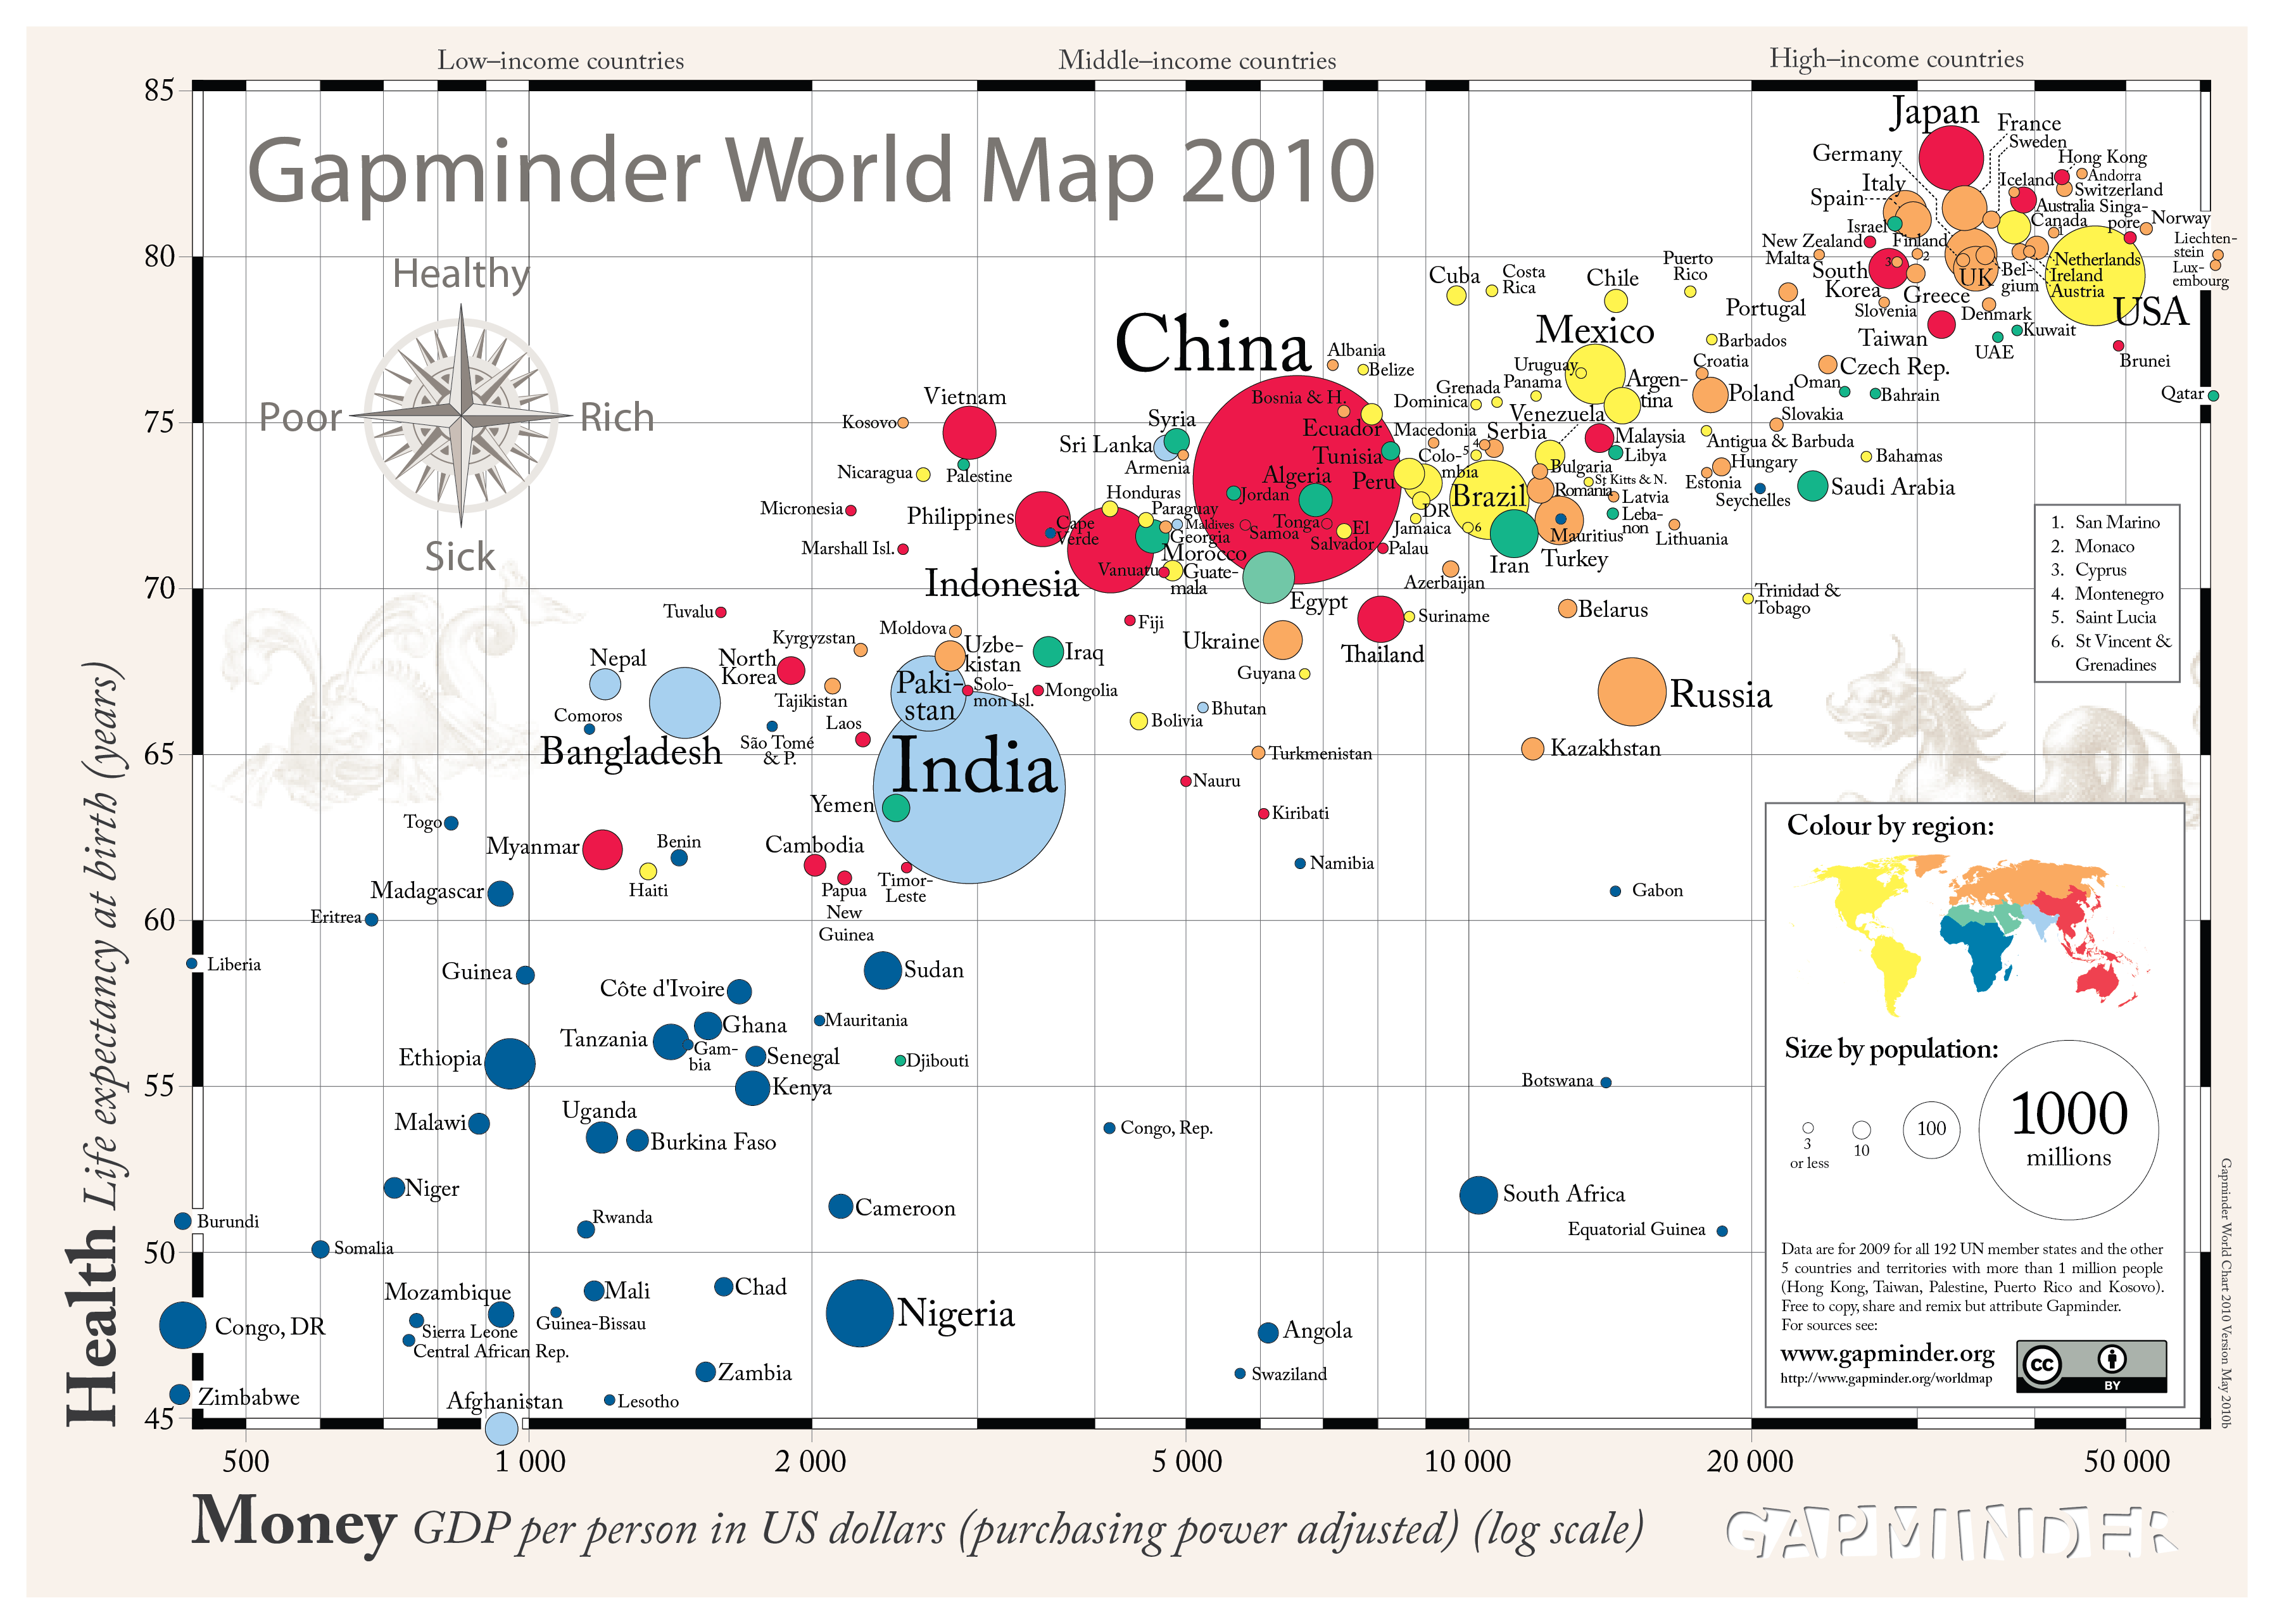 Low–income countries
Middle–income countries
High–income countries
Gapminder World Map 2010
Healthy
Poor
Rich
Sick
85
80
75
70
65
60
55
50
45
Health Life expectancy at birth (years)
Japan
France
Sweden
Germany
Hong Kong
Andorra
Italy
Iceland
Switzerland
Spain
Australia
Singa-
pore
Norway
Canada
1
Israel
Liechten-
stein
Lux-
embourg
New Zealand
Finland
Malta
2
3
South
Korea
UK
Bel-
gium
Netherlands
Ireland
Austria
Greece
USA
Slovenia
Denmark
Portugal
Taiwan
Kuwait
UAE
Brunei
Puerto
Rico
Cuba
Costa
Rica
Chile
China
Mexico
Barbados
Albania
Belize
Uruguay
Croatia
Czech Rep.
Grenada
Panama
Argen-
tina
Oman
Bahrain
Qatar
Poland
Dominica
Venezuela
Slovakia
Bosnia & H.
Ecuador
Macedonia
4
Serbia
Malaysia
Antigua & Barbuda
Vietnam
Kosovo
Syria
Sri Lanka
Armenia
Tunisia
Colo-
mbia
5
Libya
Bahamas
Hungary
Bulgaria
Estonia
Nicaragua
Palestine
Algeria
Peru
St Kitts & N.
Seychelles
Saudi Arabia
Honduras
Jordan
Brazil
Romania
Latvia
Micronesia
Philippines
Cape
Verde
Paraguay
Maldives
Georgia
Samoa
Tonga
El
Salvador
DR
Jamaica
6
Leba-
non
Mauritius
Lithuania
Marshall Isl.
Morocco
Palau
Iran
Turkey
Indonesia
Vanuatu
Guate-
mala
Azerbaijan
Egypt
Trinidad &
Tobago
Tuvalu
Fiji
Suriname
Belarus
Kyrgyzstan
Moldova
Uzbe-
kistan
Iraq
Ukraine
Thailand
Nepal
North
Korea
Guyana
Tajikistan
Paki-
stan
Solo-
mon Isl.
Mongolia
Russia
Comoros
Bangladesh
São Tomé
& P.
Laos
Bolivia
Bhutan
India
Turkmenistan
Kazakhstan
Nauru
Yemen
Kiribati
Togo
Myanmar
Benin
Cambodia
Haiti
Papua
New
Guinea
Timor-
Leste
Namibia
Madagascar
Gabon
Eritrea
Liberia
Guinea
Sudan
Côte d'Ivoire
Ghana
Mauritania
Tanzania
Gam-
bia
Senegal
Djibouti
Ethiopia
Kenya
Botswana
Uganda
Malawi
Burkina Faso
Congo, Rep.
Niger
Cameroon
South Africa
Burundi
Rwanda
Equatorial Guinea
Somalia
Mozambique
Mali
Chad
Nigeria
Congo, DR
Sierra Leone
Guinea-Bissau
Central African Rep.
Angola
Zambia
Swaziland
Zimbabwe
Afghanistan
Lesotho
1. San Marino
2. Monaco
3. Cyprus
4. Montenegro
5. Saint Lucia
6. St Vincent &
Grenadines
Colour by region:
Size by population:
3
or less
10
100
1000
millions
Data are for 2009 for all 192 UN member states and the other
5 countries and territories with more than 1 million people
(Hong Kong, Taiwan, Palestine, Puerto Rico and Kosovo).
Free to copy, share and remix but attribute Gapminder.
For sources see:
www.gapminder.org
http://www.gapminder.org/worldmap
cc
BY
Gapminder World Chart 2010 Version May 2010b
500
1 000
2 000
5 000
10 000
20 000
50 000
Money GDP per person in US dollars (purchasing power adjusted) (log scale)
GAPMINDER